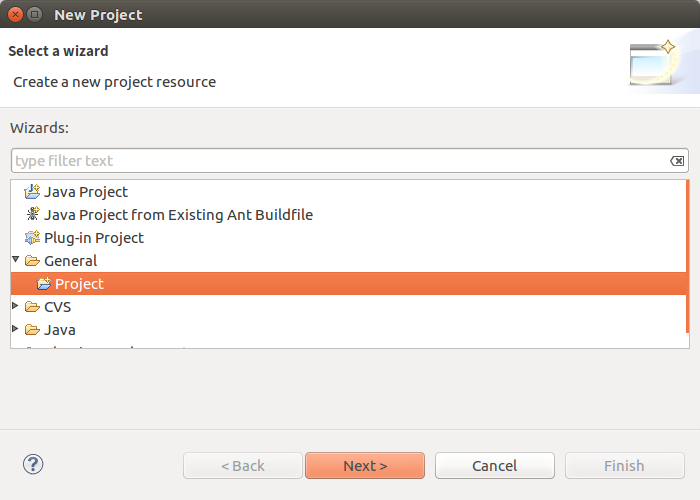 New Project
Select a wizard
Create a new project resource
Wizards:
type filter text
Java Project
Java Project from Existing Ant Buildfile
Plug-in Project
General
Project
CVS
Java
< Back
Next >
Cancel
Finish